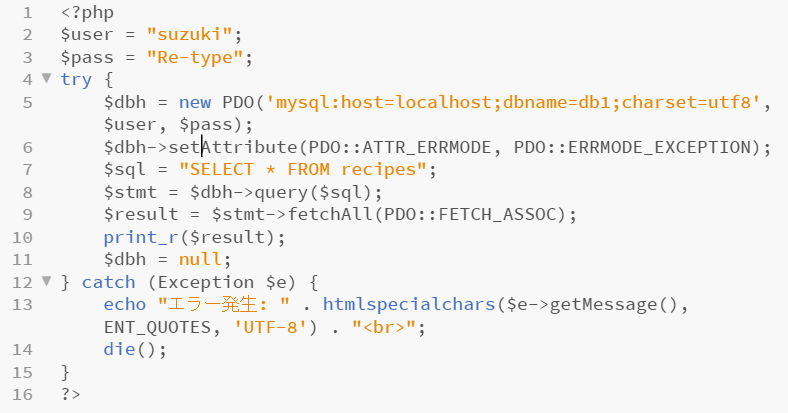 1 <?php
2 $user = "suzuki";
3 $pass = "Re-type";
4 try {
5 $dbh = new PDO('mysql:host=localhost;dbname=db1;charset=utf8',
$user, $pass);
6 $dbh->setAttribute(PDO::ATTR_ERRMODE, PDO::ERRMODE_EXCEPTION);
7 $sql = "SELECT * FROM recipes";
8 $stmt = $dbh->query($sql);
9 $result = $stmt->fetchAll(PDO::FETCH_ASSOC);
10 print_r($result);
11 $dbh = null;
12 } catch (Exception $e) {
13 echo "エラー発生: " . htmlspecialchars($e->getMessage(),
ENT_QUOTES, 'UTF-8') . "<br>";
14 die();
15 }
16 ?>